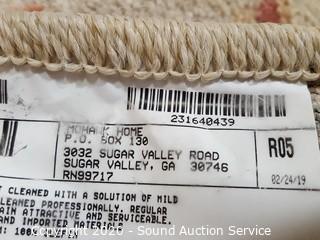 231640439
MOHAWK HOME
P.O. BOX 130
3032 SUGAR VALLEY ROAD
SUGAR VALLEY, GA 30746
RN99717
R05
02/24/19
CLEANED WITH A SOLUTION OF MILD
CLEANED PROFESSIONALLY. REGULAR
AIN ATTRACTIVE AND SERVICEABLE.
AND IMPORTED MATERIALS
Copyright 2020 - Sound Auction Service